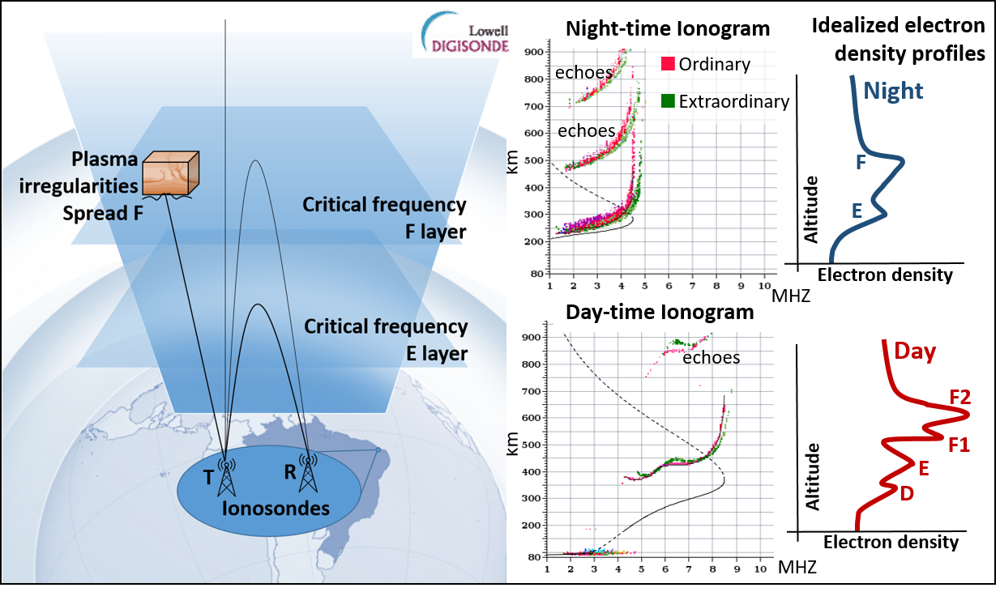 Lowell
DIGISONDE
Plasma
irregularities
Spread F
Critical frequency
F layer
Critical frequency
E layer
T
R
Ionosondes
Night-time Ionogram
900
800
700
600
500
400
300
200
80
km
echoes
echoes
Ordinary
Extraordinary
1 2 3 4 5 6 7 8 9 10
MHZ
Day-time Ionogram
900
800
700
600
500
400
300
200
80
km
echoes
1 2 3 4 5 6 7 8 9 10
MHZ
Idealized electron
density profiles
Night
F
E
Altitude
Electron density
Day
F2
F1
E
D
Altitude
Electron density